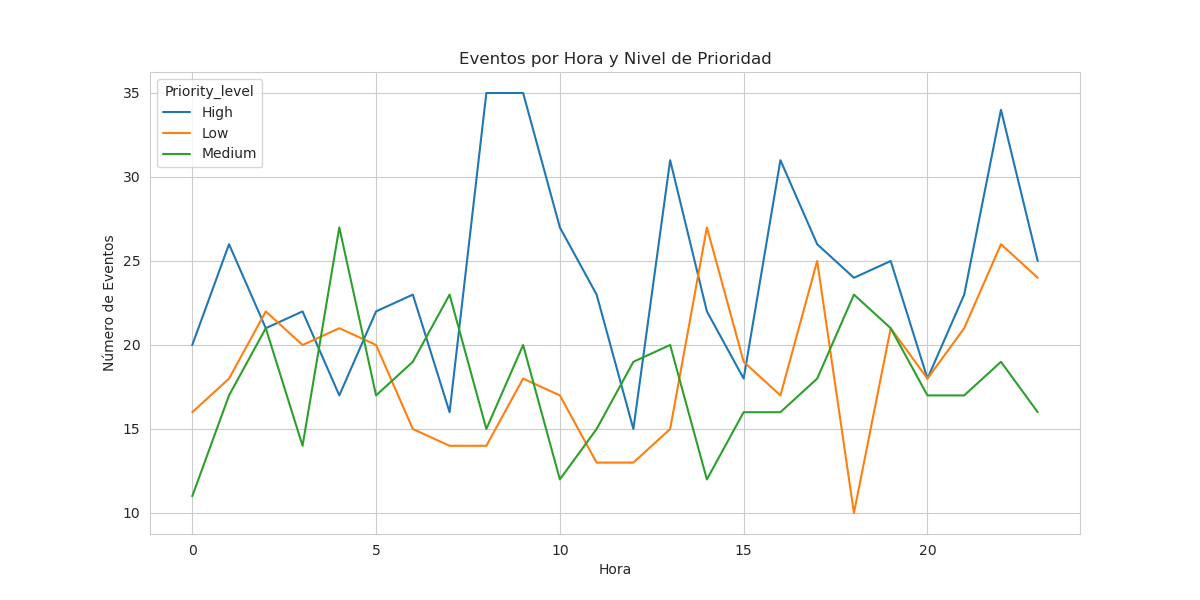 Eventos por Hora y Nivel de Prioridad
Priority_level
High
Low
Medium
35
30
25
20
15
10
Número de Eventos
0 5 10 15 20
Hora